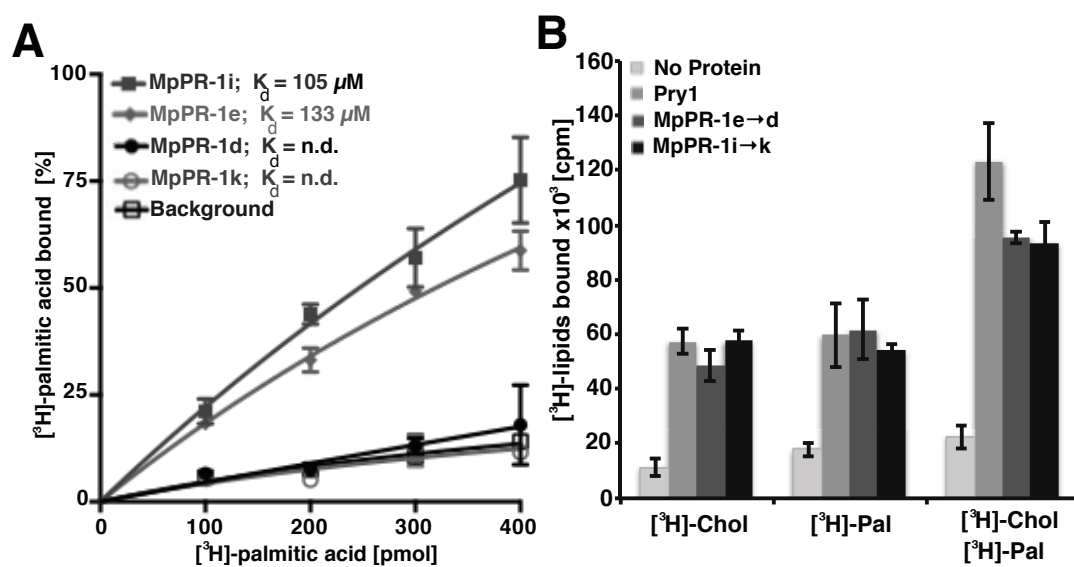 A
[³H]-palmitic acid bound [%]
100
75
50
25
0
MpPR-1i; Kd = 105 µM
MpPR-1e; Kd = 133 µM
MpPR-1d; Kd = n.d.
MpPR-1k; Kd = n.d.
Background
0 100 200 300 400
[³H]-palmitic acid [pmol]
B
[³H]-lipids bound x10³ [cpm]
160
140
120
100
80
60
40
20
0
No Protein
Pry1
MpPR-1e→d
MpPR-1i→k
[³H]-Chol [³H]-Pal [³H]-Chol
[³H]-Pal